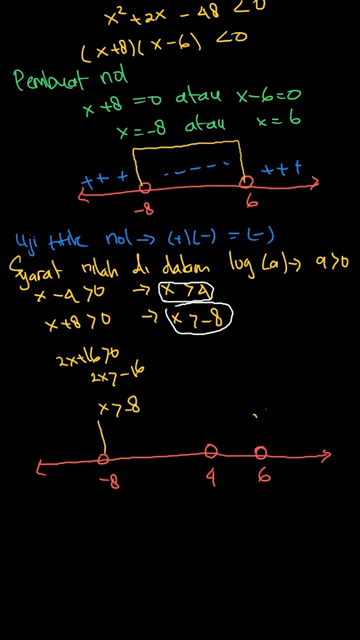 x² + 2x - 48 < 0
(x+8)(x-6) < 0
Pembuat nol
x+8 = 0 atau x-6=0
x=-8 atau x=6
+++ ----- +++
-8 6
Uji titik nol → (+)(-) = (-)
Syarat nilai di dalam log(a) → a>0
x-4>0 → x>4
x+8>0 → x>-8
2x+16>0
2x>-16
x>-8
-8 4 6